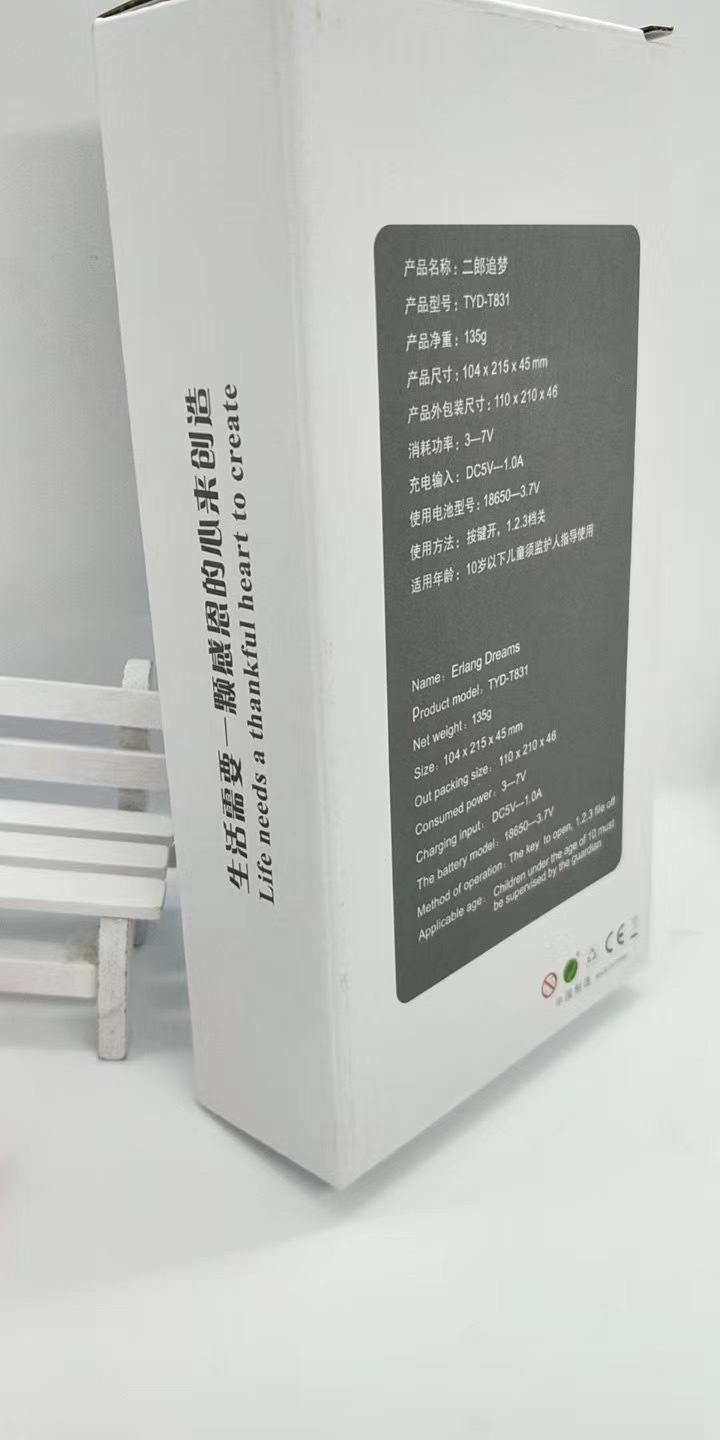 生活需要一颗感恩的心来创造
Life needs a thankful heart to create
产品名称：二郎追梦
产品型号：TYD-T831
产品净重：135g
产品尺寸：104 x 215 x 45 mm
产品外包装尺寸：110 x 210 x 46
消耗功率：3—7V
充电输入：DC5V—1.0A
使用电池型号：18650—3.7V
使用方法：按键开，1.2.3档关
适用年龄：10岁以下儿童须监护人指导使用
Name：Erlang Dreams
Product model：TYD-T831
Net weight：135g
Size：104 x 215 x 45 mm
Out packing size：110 x 210 x 46
Consumed power：3—7V
Charging input：DC5V—1.0A
The battery model：18650—3.7V
Method of operation：The key to open, 1.2.3 file off
Applicable age：Children under the age of 10 must
be supervised by the guardian
CE
中国制造